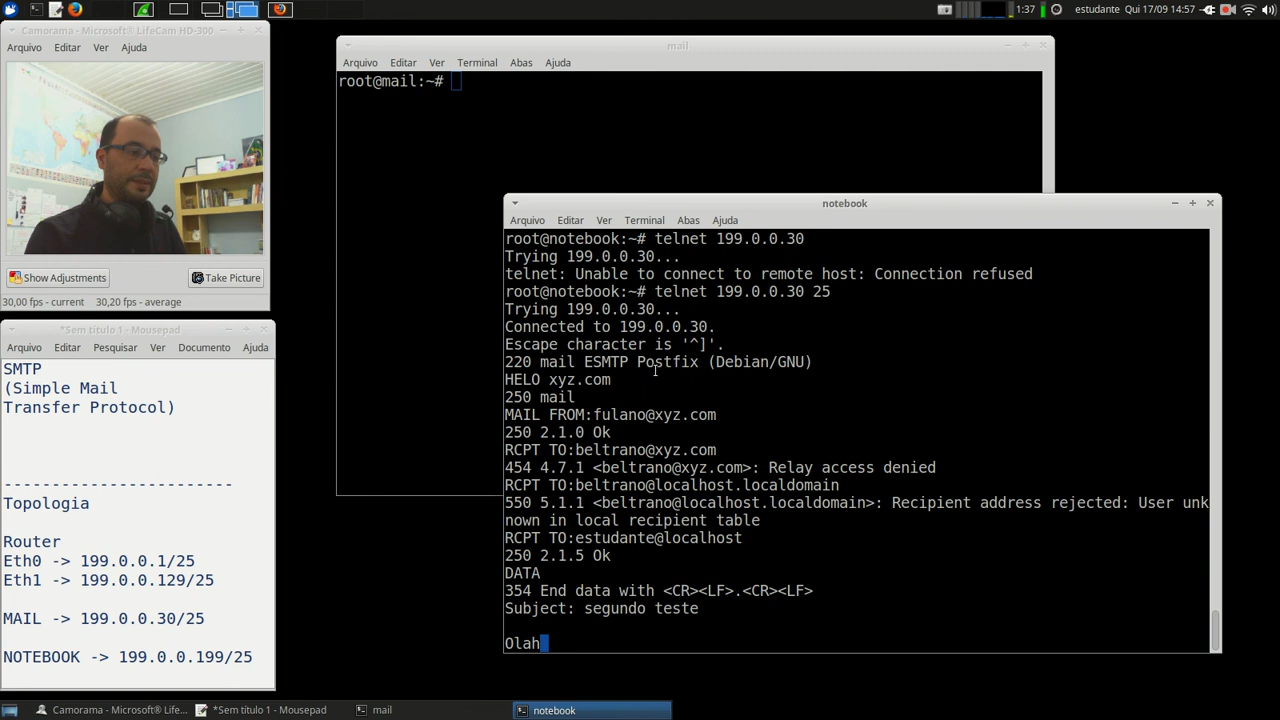 1:37
estudante Qui 17/09 14:57
Camorama - Microsoft® LifeCam HD-300
Arquivo Editar Ver Ajuda
Show Adjustments
Take Picture
30,00 fps - current 30,20 fps - average
*Sem título 1 - Mousepad
Arquivo Editar Pesquisar Ver Documento Ajuda
SMTP
(Simple Mail
Transfer Protocol)
------------------------
Topologia
Router
Eth0 -> 199.0.0.1/25
Eth1 -> 199.0.0.129/25
MAIL -> 199.0.0.30/25
NOTEBOOK -> 199.0.0.199/25
mail
Arquivo Editar Ver Terminal Abas Ajuda
root@mail:~#
notebook
Arquivo Editar Ver Terminal Abas Ajuda
root@notebook:~# telnet 199.0.0.30
Trying 199.0.0.30...
telnet: Unable to connect to remote host: Connection refused
root@notebook:~# telnet 199.0.0.30 25
Trying 199.0.0.30...
Connected to 199.0.0.30.
Escape character is '^]'.
220 mail ESMTP Postfix (Debian/GNU)
HELO xyz.com
250 mail
MAIL FROM:fulano@xyz.com
250 2.1.0 Ok
RCPT TO:beltrano@xyz.com
454 4.7.1 <beltrano@xyz.com>: Relay access denied
RCPT TO:beltrano@localhost.localdomain
550 5.1.1 <beltrano@localhost.localdomain>: Recipient address rejected: User unk
nown in local recipient table
RCPT TO:estudante@localhost
250 2.1.5 Ok
DATA
354 End data with <CR><LF>.<CR><LF>
Subject: segundo teste
Olah
Camorama - Microsoft® LifeCam...
*Sem título 1 - Mousepad
mail
notebook